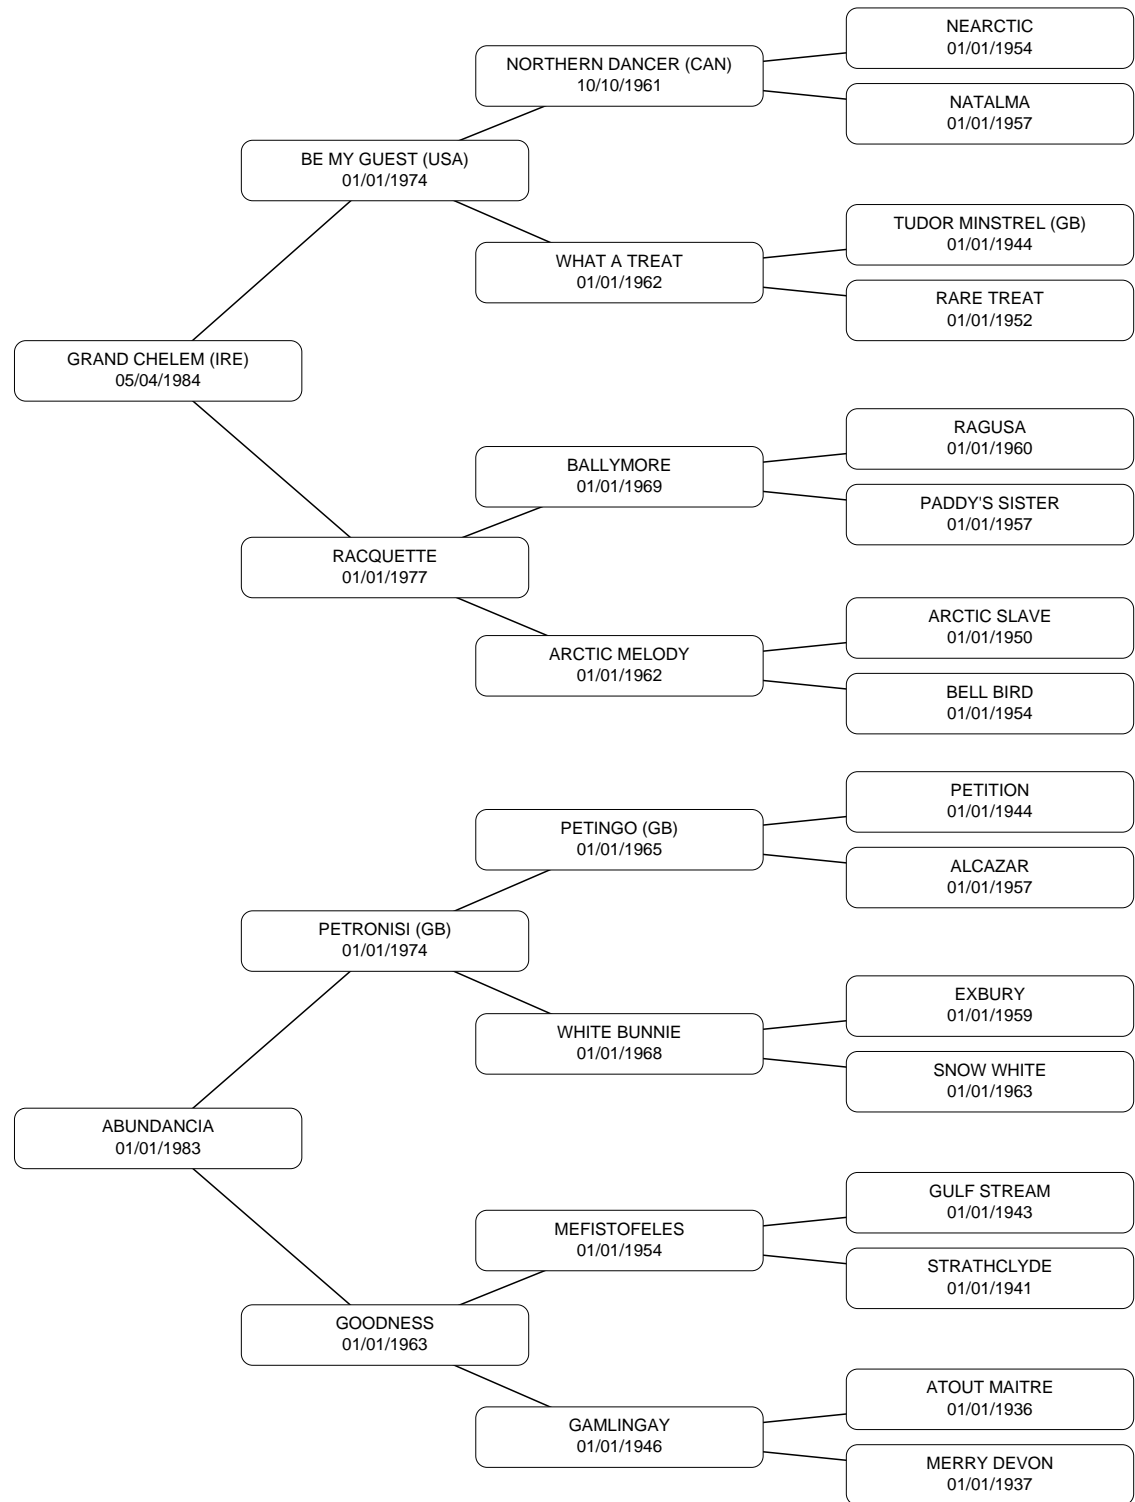 NEARCTIC
01/01/1954
NORTHERN DANCER (CAN)
10/10/1961
NATALMA
01/01/1957
BE MY GUEST (USA)
01/01/1974
TUDOR MINSTREL (GB)
01/01/1944
WHAT A TREAT
01/01/1962
RARE TREAT
01/01/1952
GRAND CHELEM (IRE)
05/04/1984
RAGUSA
01/01/1960
BALLYMORE
01/01/1969
PADDY'S SISTER
01/01/1957
RACQUETTE
01/01/1977
ARCTIC SLAVE
01/01/1950
ARCTIC MELODY
01/01/1962
BELL BIRD
01/01/1954
PETITION
01/01/1944
PETINGO (GB)
01/01/1965
ALCAZAR
01/01/1957
PETRONISI (GB)
01/01/1974
EXBURY
01/01/1959
WHITE BUNNIE
01/01/1968
SNOW WHITE
01/01/1963
ABUNDANCIA
01/01/1983
GULF STREAM
01/01/1943
MEFISTOFELES
01/01/1954
STRATHCLYDE
01/01/1941
GOODNESS
01/01/1963
ATOUT MAITRE
01/01/1936
GAMLINGAY
01/01/1946
MERRY DEVON
01/01/1937